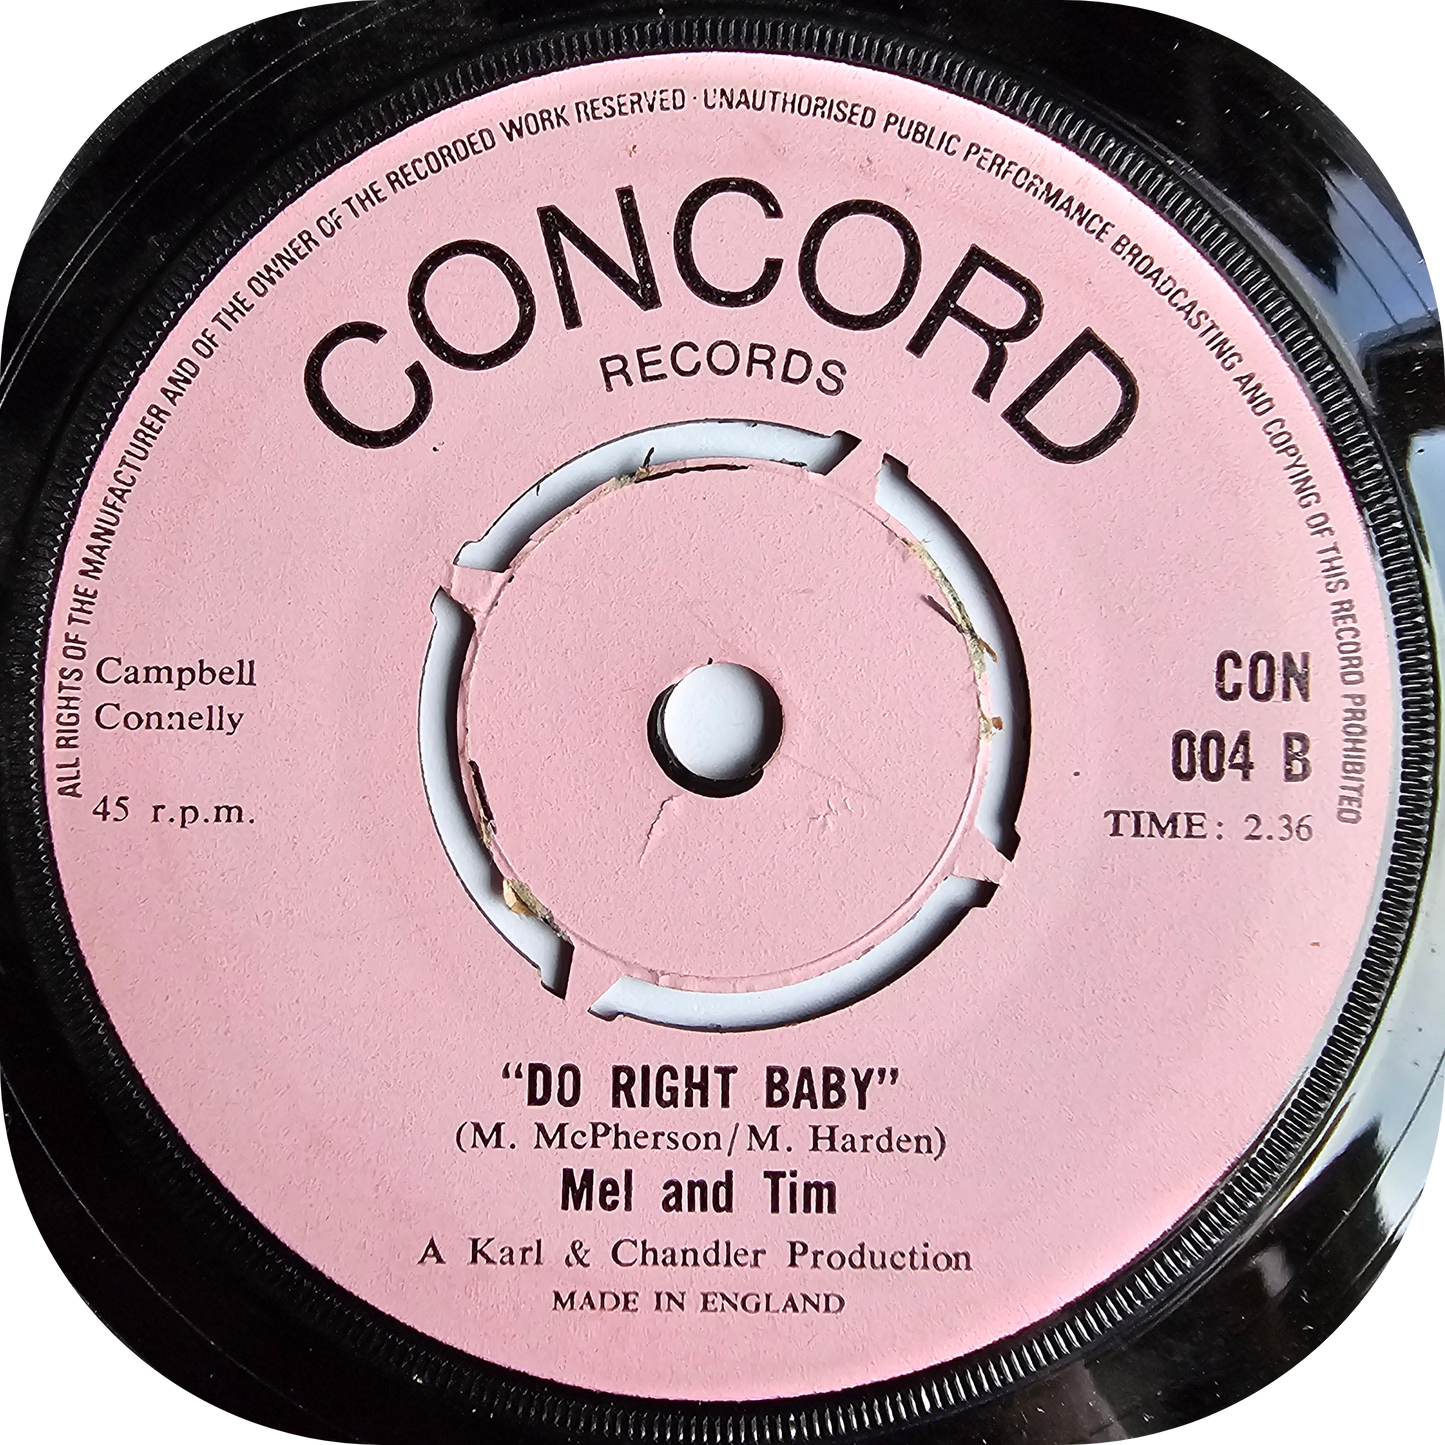 ALL RIGHTS OF THE MANUFACTURER AND OF THE OWNER OF THE RECORDED WORK RESERVED · UNAUTHORISED PUBLIC PERFORMANCE BROADCASTING AND COPYING OF THIS RECORD PROHIBITED
CONCORD
RECORDS
Campbell
Connelly
45 r.p.m.
CON
004 B
TIME: 2.36
“DO RIGHT BABY”
(M. McPherson/M. Harden)
Mel and Tim
A Karl & Chandler Production
MADE IN ENGLAND